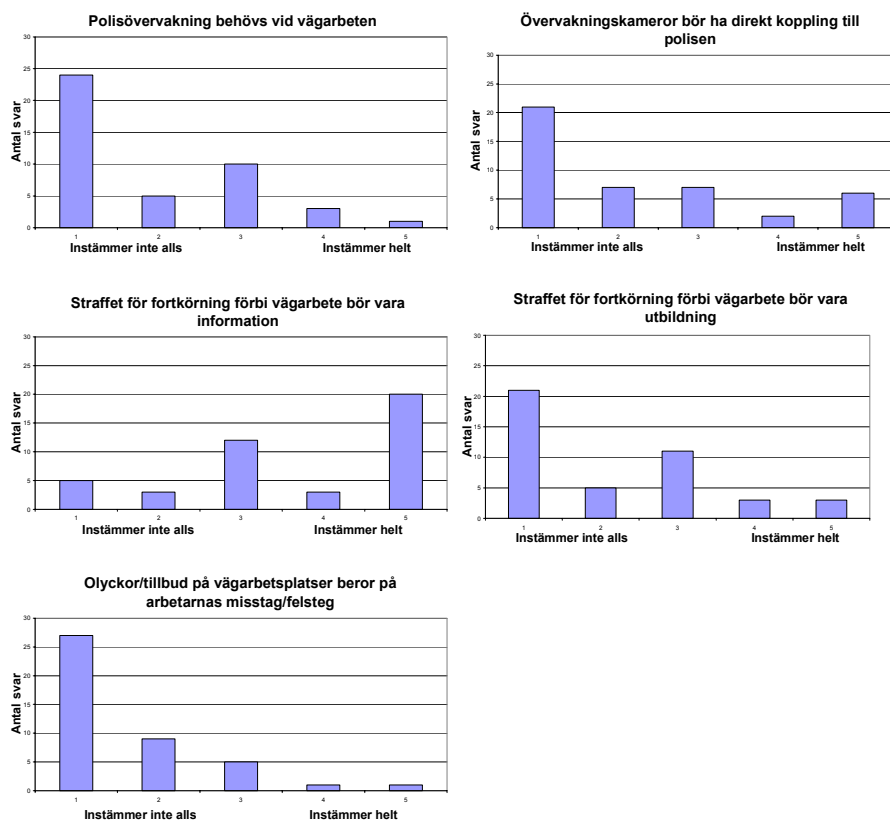 Polisövervakning behövs vid vägarbeten
30
25
20
15
10
5
0
Antal svar
1 2 3 4 5
Instämmer inte alls Instämmer helt
Övervakningskameror bör ha direkt koppling till
polisen
30
25
20
15
10
5
0
Antal svar
1 2 3 4 5
Instämmer inte alls Instämmer helt
Straffet för fortkörning förbi vägarbete bör vara
information
30
25
20
15
10
5
0
Antal svar
1 2 3 4 5
Instämmer inte alls Instämmer helt
Straffet för fortkörning förbi vägarbete bör vara
utbildning
30
25
20
15
10
5
0
Antal svar
1 2 3 4 5
Instämmer inte alls Instämmer helt
Olyckor/tillbud på vägarbetsplatser beror på
arbetarnas misstag/felsteg
30
25
20
15
10
5
0
Antal svar
1 2 3 4 5
Instämmer inte alls Instämmer helt